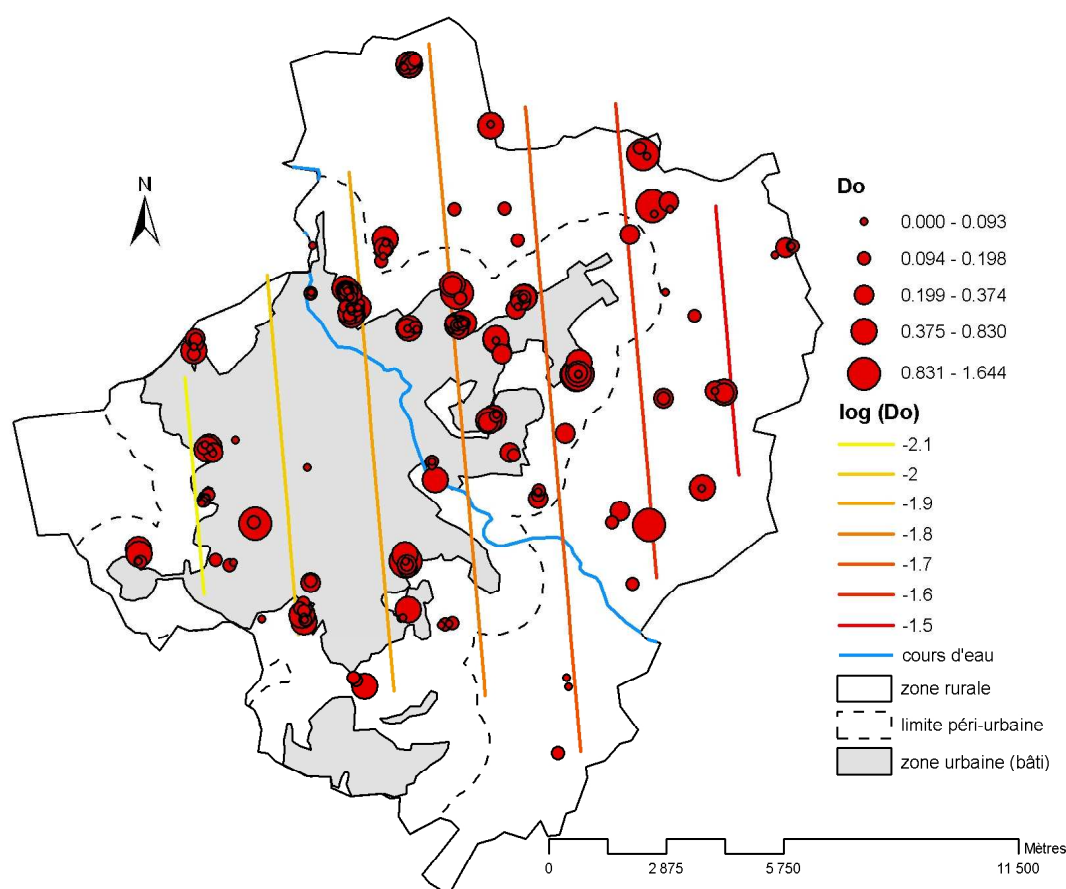 N
Do
0.000 - 0.093
0.094 - 0.198
0.199 - 0.374
0.375 - 0.830
0.831 - 1.644
log (Do)
-2.1
-2
-1.9
-1.8
-1.7
-1.6
-1.5
cours d'eau
zone rurale
limite péri-urbaine
zone urbaine (bâti)
Mètres
0 2 875 5 750 11 500